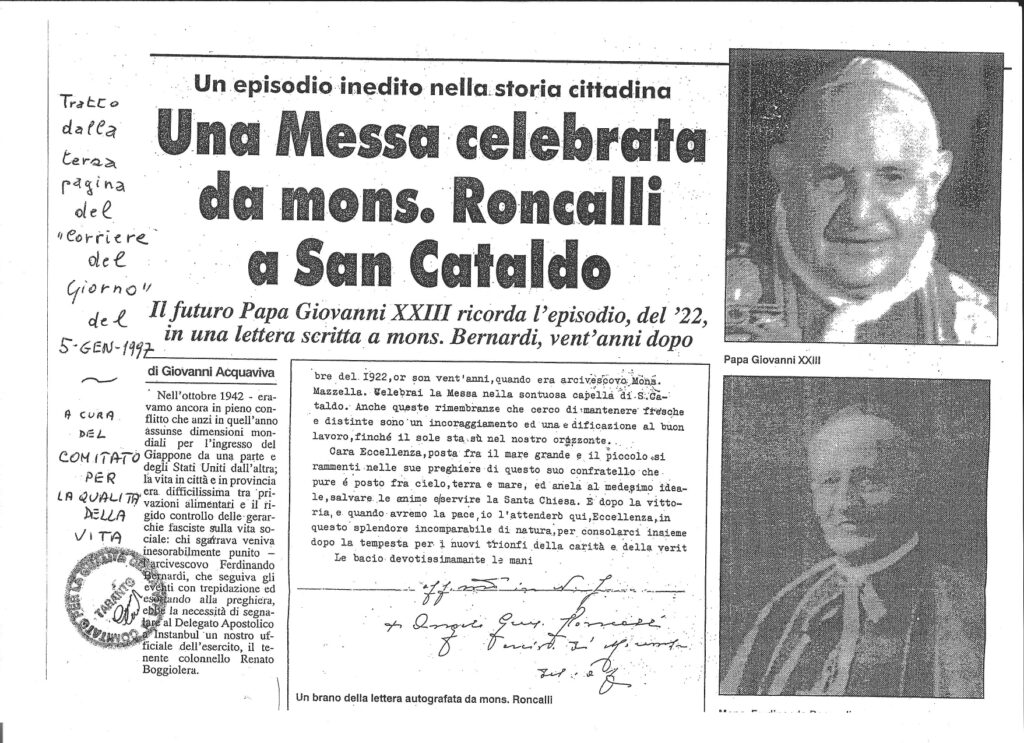 Tratto
dalla
terza
pagina
del
"Corriere
del
Giorno"
del
5-GEN-1997
A CURA
DEL
COMITATO
PER
LA QUALITÀ
DELLA
VITA
COMITATO PER LA QUALITÀ DELLA
TARANTO
Un episodio inedito nella storia cittadina
Una Messa celebrata
da mons. Roncalli
a San Cataldo
Il futuro Papa Giovanni XXIII ricorda l'episodio, del '22,
in una lettera scritta a mons. Bernardi, vent'anni dopo
di Giovanni Acquaviva
Nell'ottobre 1942 - era-
vamo ancora in pieno con-
flitto che anzi in quell'anno
assunse dimensioni mon-
diali per l'ingresso del
Giappone da una parte e
degli Stati Uniti dall'altra;
la vita in città e in provincia
era difficilissima tra pri-
vazioni alimentari e il ri-
gido controllo delle gerar-
chie fasciste sulla vita so-
ciale: chi sgarrava veniva
inesorabilmente punito –
l'arcivescovo Ferdinando
Bernardi, che seguiva gli
eventi con trepidazione ed
esortando alla preghiera,
ebbe la necessità di segna-
lare al Delegato Apostolico
a Instanbul un nostro uf-
ficiale dell'esercito, il te-
nente colonnello Renato
Boggiolera.
bre del 1922,or son vent'anni,quando era arcivescovo Mons.
Mazzella. Celebrai la Messa nella sontuosa capella di S.Ca-
taldo. Anche queste rimembranze che cerco di mantenere fresche
e distinte sono un incoraggiamento ed una edificazione al buon
lavoro,finché il sole sta sù nel nostro orizzonte.
Cara Eccellenza,posta fra il mare grande e il piccolo,si
rammenti nelle sue preghiere di questo suo confratello che
pure é posto fra cielo,terra e mare, ed anela al medesimo idea-
le,salvare le anime e servire la Santa Chiesa. E dopo la vitto-
ria,e quando avremo la pace,io l'attenderò qui,Eccellenza,in
questo splendore incomparabile di natura,per consolarci insieme
dopo la tempesta per i nuovi trionfi della carità e della verit
Le bacio devotissimamante le mani
+ Angelo Gius. Roncalli
Un brano della lettera autografata da mons. Roncalli
Papa Giovanni XXIII